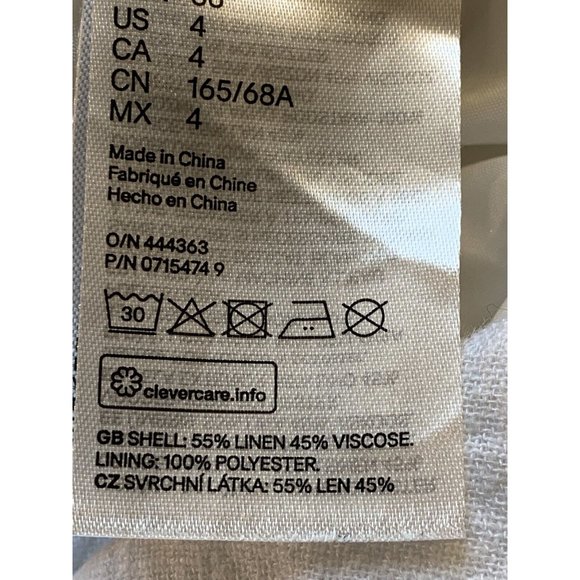 US 4
CA 4
CN 165/68A
MX 4
Made in China
Fabriqué en Chine
Hecho en China
O/N 444363
P/N 0715474 9
30
clevercare.info
GB SHELL: 55% LINEN 45% VISCOSE.
LINING: 100% POLYESTER.
CZ SVRCHNÍ LÁTKA: 55% LEN 45%